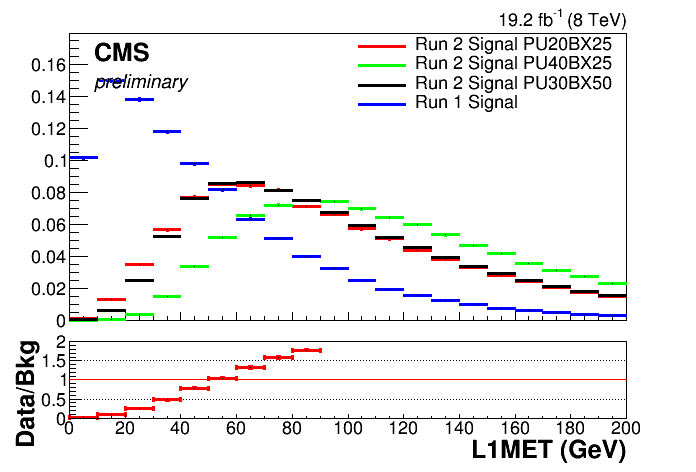 19.2 fb⁻¹ (8 TeV)
CMS
preliminary
Run 2 Signal PU20BX25
Run 2 Signal PU40BX25
Run 2 Signal PU30BX50
Run 1 Signal
0.16
0.14
0.12
0.1
0.08
0.06
0.04
0.02
0
Data/Bkg
2
1.5
1
0.5
0
0 20 40 60 80 100 120 140 160 180 200
L1MET (GeV)